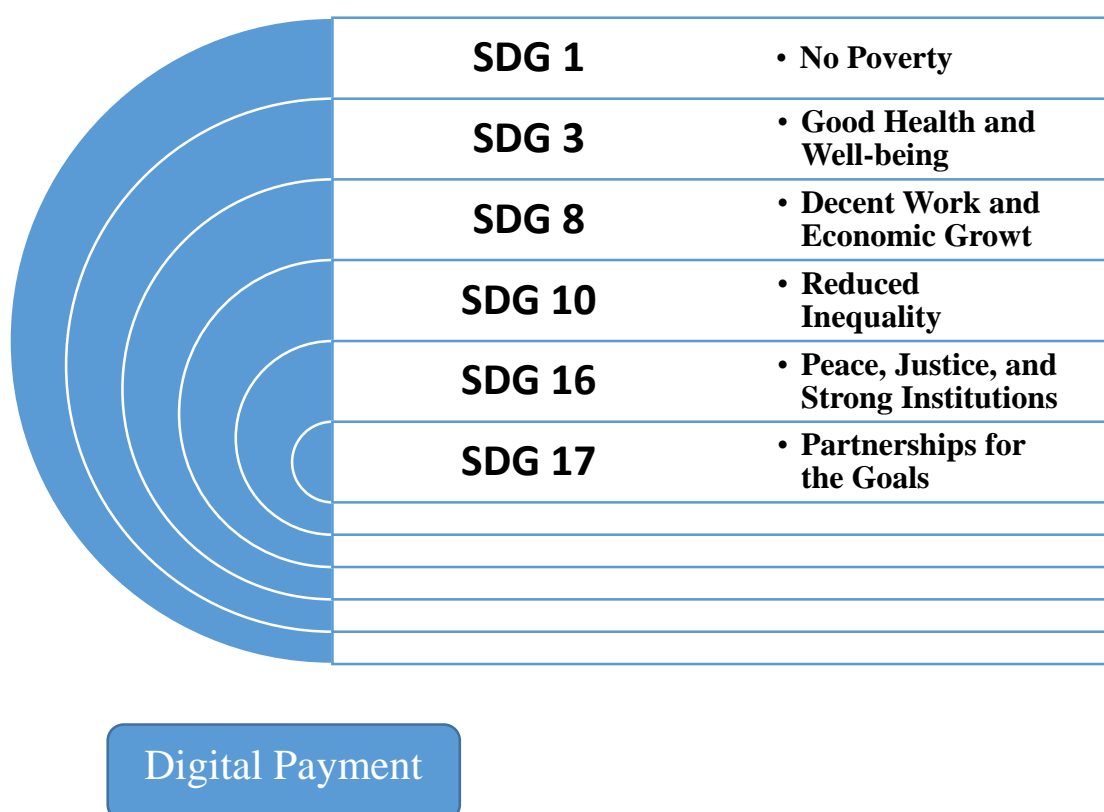 SDG 1
• No Poverty
SDG 3
• Good Health and
Well-being
SDG 8
• Decent Work and
Economic Growt
SDG 10
• Reduced
Inequality
SDG 16
• Peace, Justice, and
Strong Institutions
SDG 17
• Partnerships for
the Goals
Digital Payment